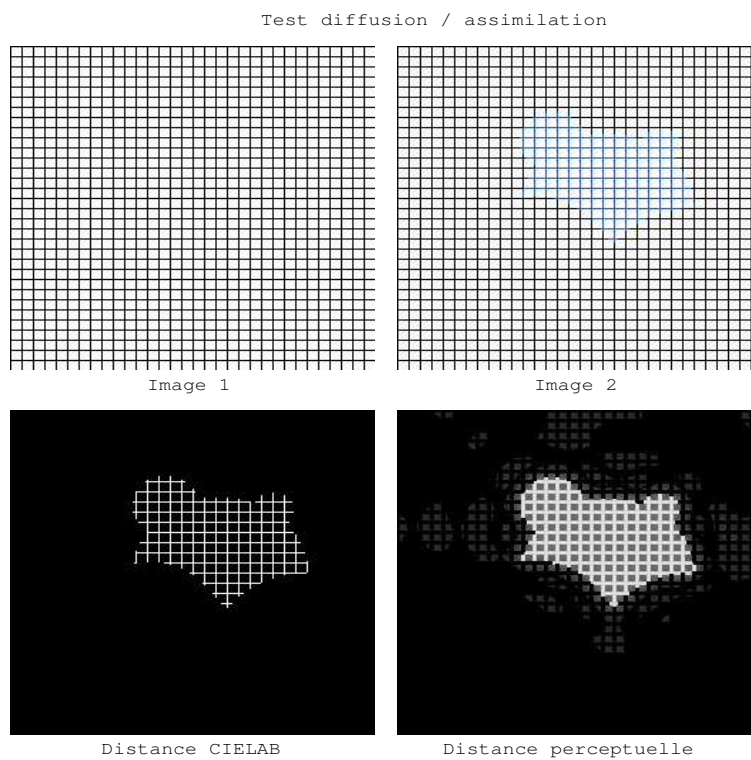 Test diffusion / assimilation
Image 1
Image 2
Distance CIELAB
Distance perceptuelle